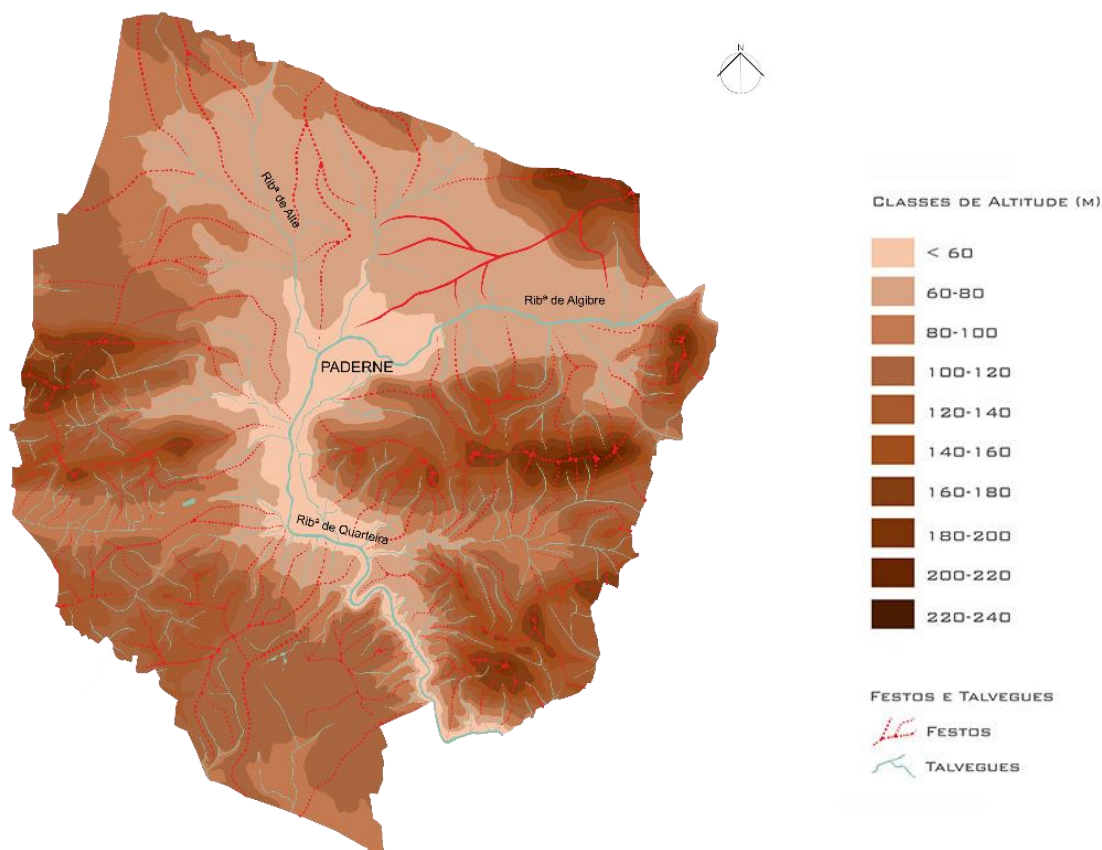 N
Ribª de Alte
Ribª de Algibre
PADERNE
Ribª de Quarteira
CLASSES DE ALTITUDE (M)
< 60
60-80
80-100
100-120
120-140
140-160
160-180
180-200
200-220
220-240
FESTOS E TALVEGUES
FESTOS
TALVEGUES